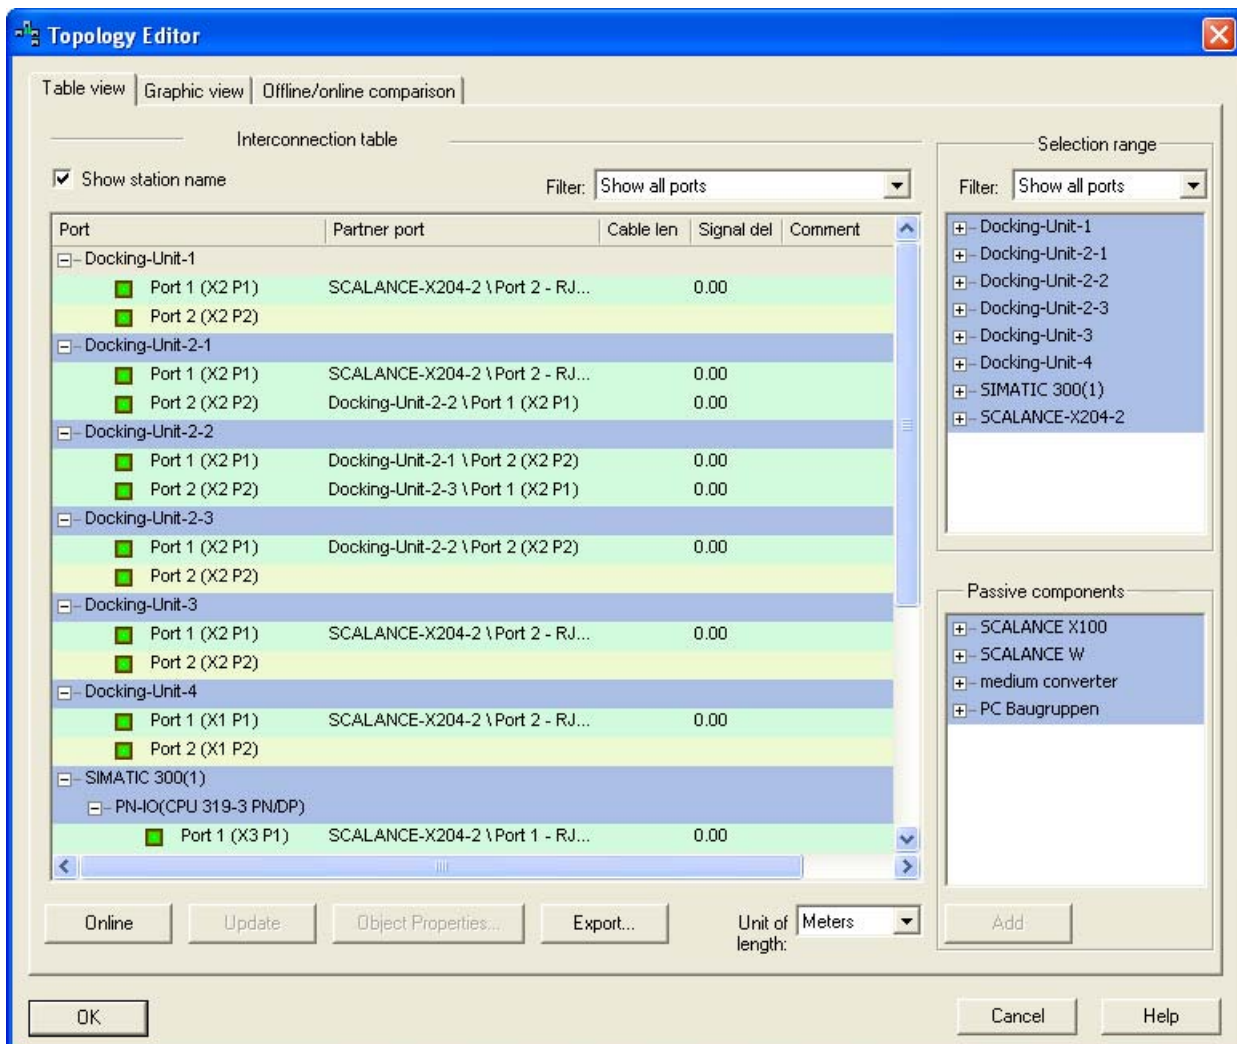 Topology Editor
Table view Graphic view Offline/online comparison
Interconnection table
Show station name
Filter: Show all ports
Port Partner port Cable len Signal del Comment
Docking-Unit-1
Port 1 (X2 P1) SCALANCE-X204-2 \ Port 2 - RJ... 0.00
Port 2 (X2 P2)
Docking-Unit-2-1
Port 1 (X2 P1) SCALANCE-X204-2 \ Port 2 - RJ... 0.00
Port 2 (X2 P2) Docking-Unit-2-2 \ Port 1 (X2 P1) 0.00
Docking-Unit-2-2
Port 1 (X2 P1) Docking-Unit-2-1 \ Port 2 (X2 P2) 0.00
Port 2 (X2 P2) Docking-Unit-2-3 \ Port 1 (X2 P1) 0.00
Docking-Unit-2-3
Port 1 (X2 P1) Docking-Unit-2-2 \ Port 2 (X2 P2) 0.00
Port 2 (X2 P2)
Docking-Unit-3
Port 1 (X2 P1) SCALANCE-X204-2 \ Port 2 - RJ... 0.00
Port 2 (X2 P2)
Docking-Unit-4
Port 1 (X1 P1) SCALANCE-X204-2 \ Port 2 - RJ... 0.00
Port 2 (X1 P2)
SIMATIC 300(1)
PN-IO(CPU 319-3 PN/DP)
Port 1 (X3 P1) SCALANCE-X204-2 \ Port 1 - RJ... 0.00
Online Update Object Properties... Export...
Unit of length: Meters
Selection range
Filter: Show all ports
Docking-Unit-1
Docking-Unit-2-1
Docking-Unit-2-2
Docking-Unit-2-3
Docking-Unit-3
Docking-Unit-4
SIMATIC 300(1)
SCALANCE-X204-2
Passive components
SCALANCE X100
SCALANCE W
medium converter
PC Baugruppen
Add
OK Cancel Help